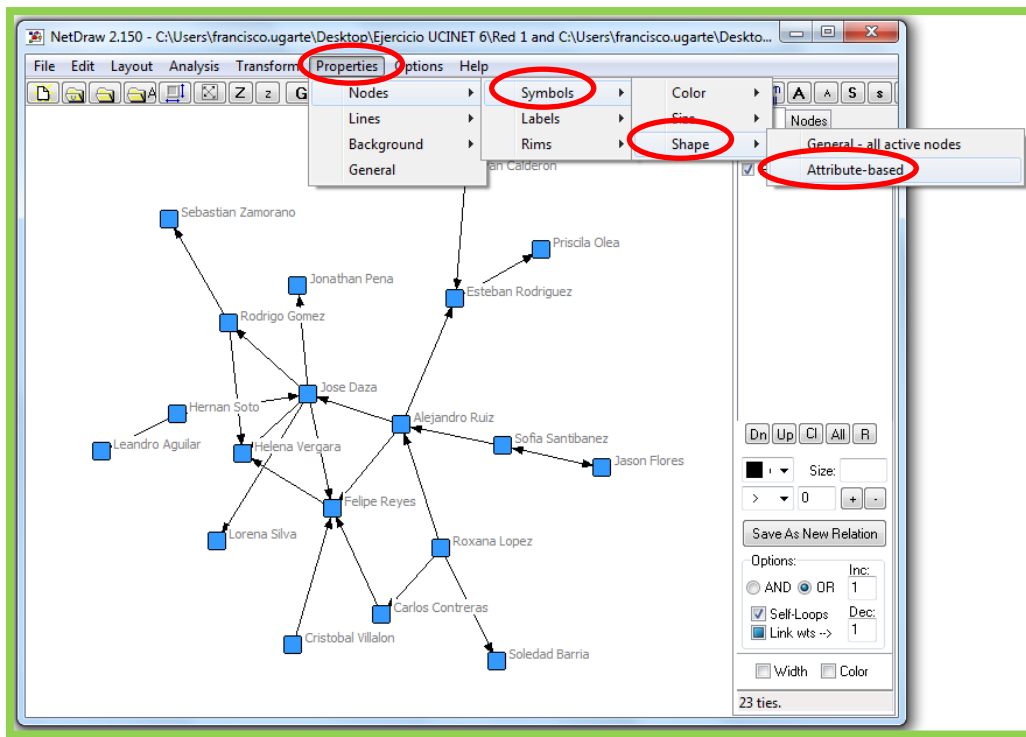 NetDraw 2.150 - C:\Users\francisco.ugarte\Desktop\Ejercicio UCINET 6\Red 1 and C:\Users\francisco.ugarte\Deskto...
File Edit Layout Analysis Transform Properties Options Help
Z z G A A S s
Nodes Symbols Color Nodes
Lines Labels Size
Background Rims Shape General - all active nodes
General Attribute-based
Calderon
Sebastian Zamorano
Priscila Olea
Jonathan Pena
Esteban Rodriguez
Rodrigo Gomez
Jose Daza
Hernan Soto
Alejandro Ruiz
Leandro Aguilar
Helena Vergara
Sofia Santibanez
Jason Flores
Felipe Reyes
Lorena Silva
Roxana Lopez
Carlos Contreras
Cristobal Villalon
Soledad Barria
Dn Up Cl All R
Size:
> 0 + -
Save As New Relation
Options:
Inc:
AND OR 1
Self-Loops Dec:
Link wts --> 1
Width Color
23 ties.